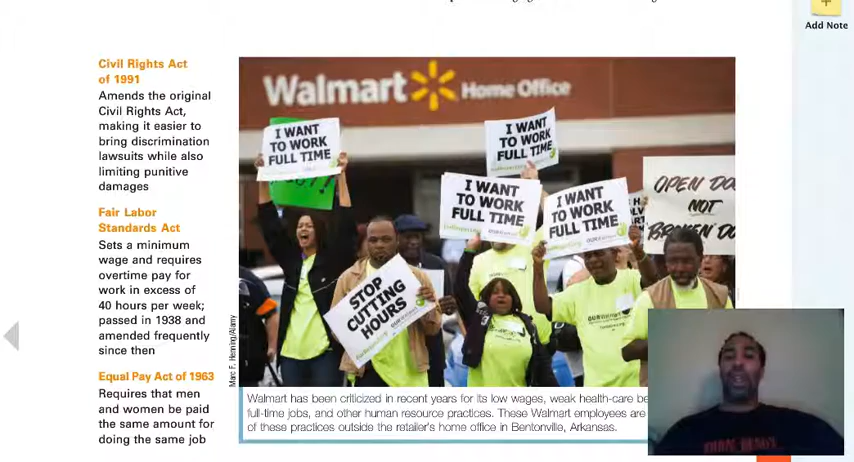 Add Note
Civil Rights Act
of 1991
Amends the original
Civil Rights Act,
making it easier to
bring discrimination
lawsuits while also
limiting punitive
damages
Fair Labor
Standards Act
Sets a minimum
wage and requires
overtime pay for
work in excess of
40 hours per week;
passed in 1938 and
amended frequently
since then
Equal Pay Act of 1963
Requires that men
and women be paid
the same amount for
doing the same job
Marc F. Henning/Alamy
Walmart Home Office
I WANT
TO WORK
FULL TIME
I WANT
TO WORK
FULL TIME
I WANT
TO WORK
FULL TIME
I WANT
TO WORK
FULL TIME
OPEN
NOT
BROKEN
STOP
CUTTING
HOURS
Walmart has been criticized in recent years for its low wages, weak health-care
full-time jobs, and other human resource practices. These Walmart employees are
of these practices outside the retailer's home office in Bentonville, Arkansas.